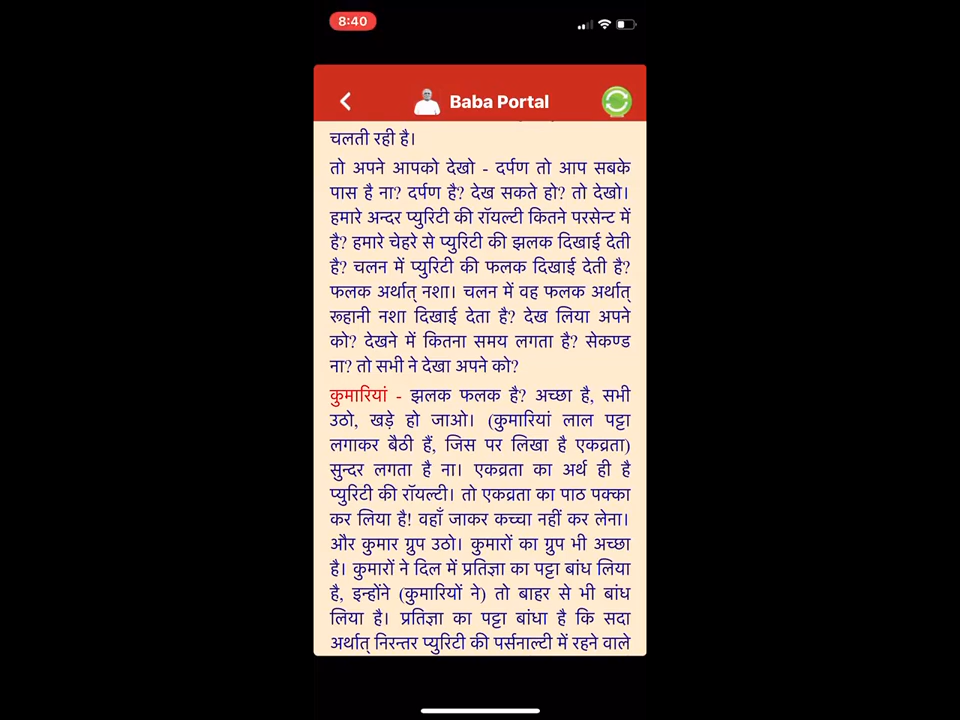 8:40
Baba Portal
चलती रही है।
तो अपने आपको देखो - दर्पण तो आप सबके
पास है ना? दर्पण है? देख सकते हो? तो देखो।
हमारे अन्दर प्युरिटी की रॉयल्टी कितने परसेन्ट में
है? हमारे चेहरे से प्युरिटी की झलक दिखाई देती
है? चलन में प्युरिटी की फलक दिखाई देती है?
फलक अर्थात् नशा। चलन में वह फलक अर्थात्
रूहानी नशा दिखाई देता है? देख लिया अपने
को? देखने में कितना समय लगता है? सेकण्ड
ना? तो सभी ने देखा अपने को?
कुमारियां - झलक फलक है? अच्छा है, सभी
उठो, खड़े हो जाओ। (कुमारियां लाल पट्टा
लगाकर बैठी हैं, जिस पर लिखा है एकव्रता)
सुन्दर लगता है ना। एकव्रता का अर्थ ही है
प्युरिटी की रॉयल्टी। तो एकव्रता का पाठ पक्का
कर लिया है! वहाँ जाकर कच्चा नहीं कर लेना।
और कुमार ग्रुप उठो। कुमारों का ग्रुप भी अच्छा
है। कुमारों ने दिल में प्रतिज्ञा का पट्टा बांध लिया
है, इन्होंने (कुमारियों ने) तो बाहर से भी बांध
लिया है। प्रतिज्ञा का पट्टा बांधा है कि सदा
अर्थात् निरन्तर प्युरिटी की पर्सनाल्टी में रहने वाले